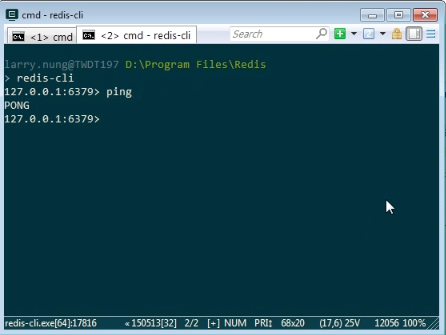 cmd - redis-cli
<1> cmd
<2> cmd - redis-cli
Search
larry.nung@TWDT197 D:\Program Files\Redis
> redis-cli
127.0.0.1:6379> ping
PONG
127.0.0.1:6379>
redis-cli.exe[64]:17816 «150513[32] 2/2 [+] NUM PRI↕ 68x20 (17,6) 25V 12056 100%